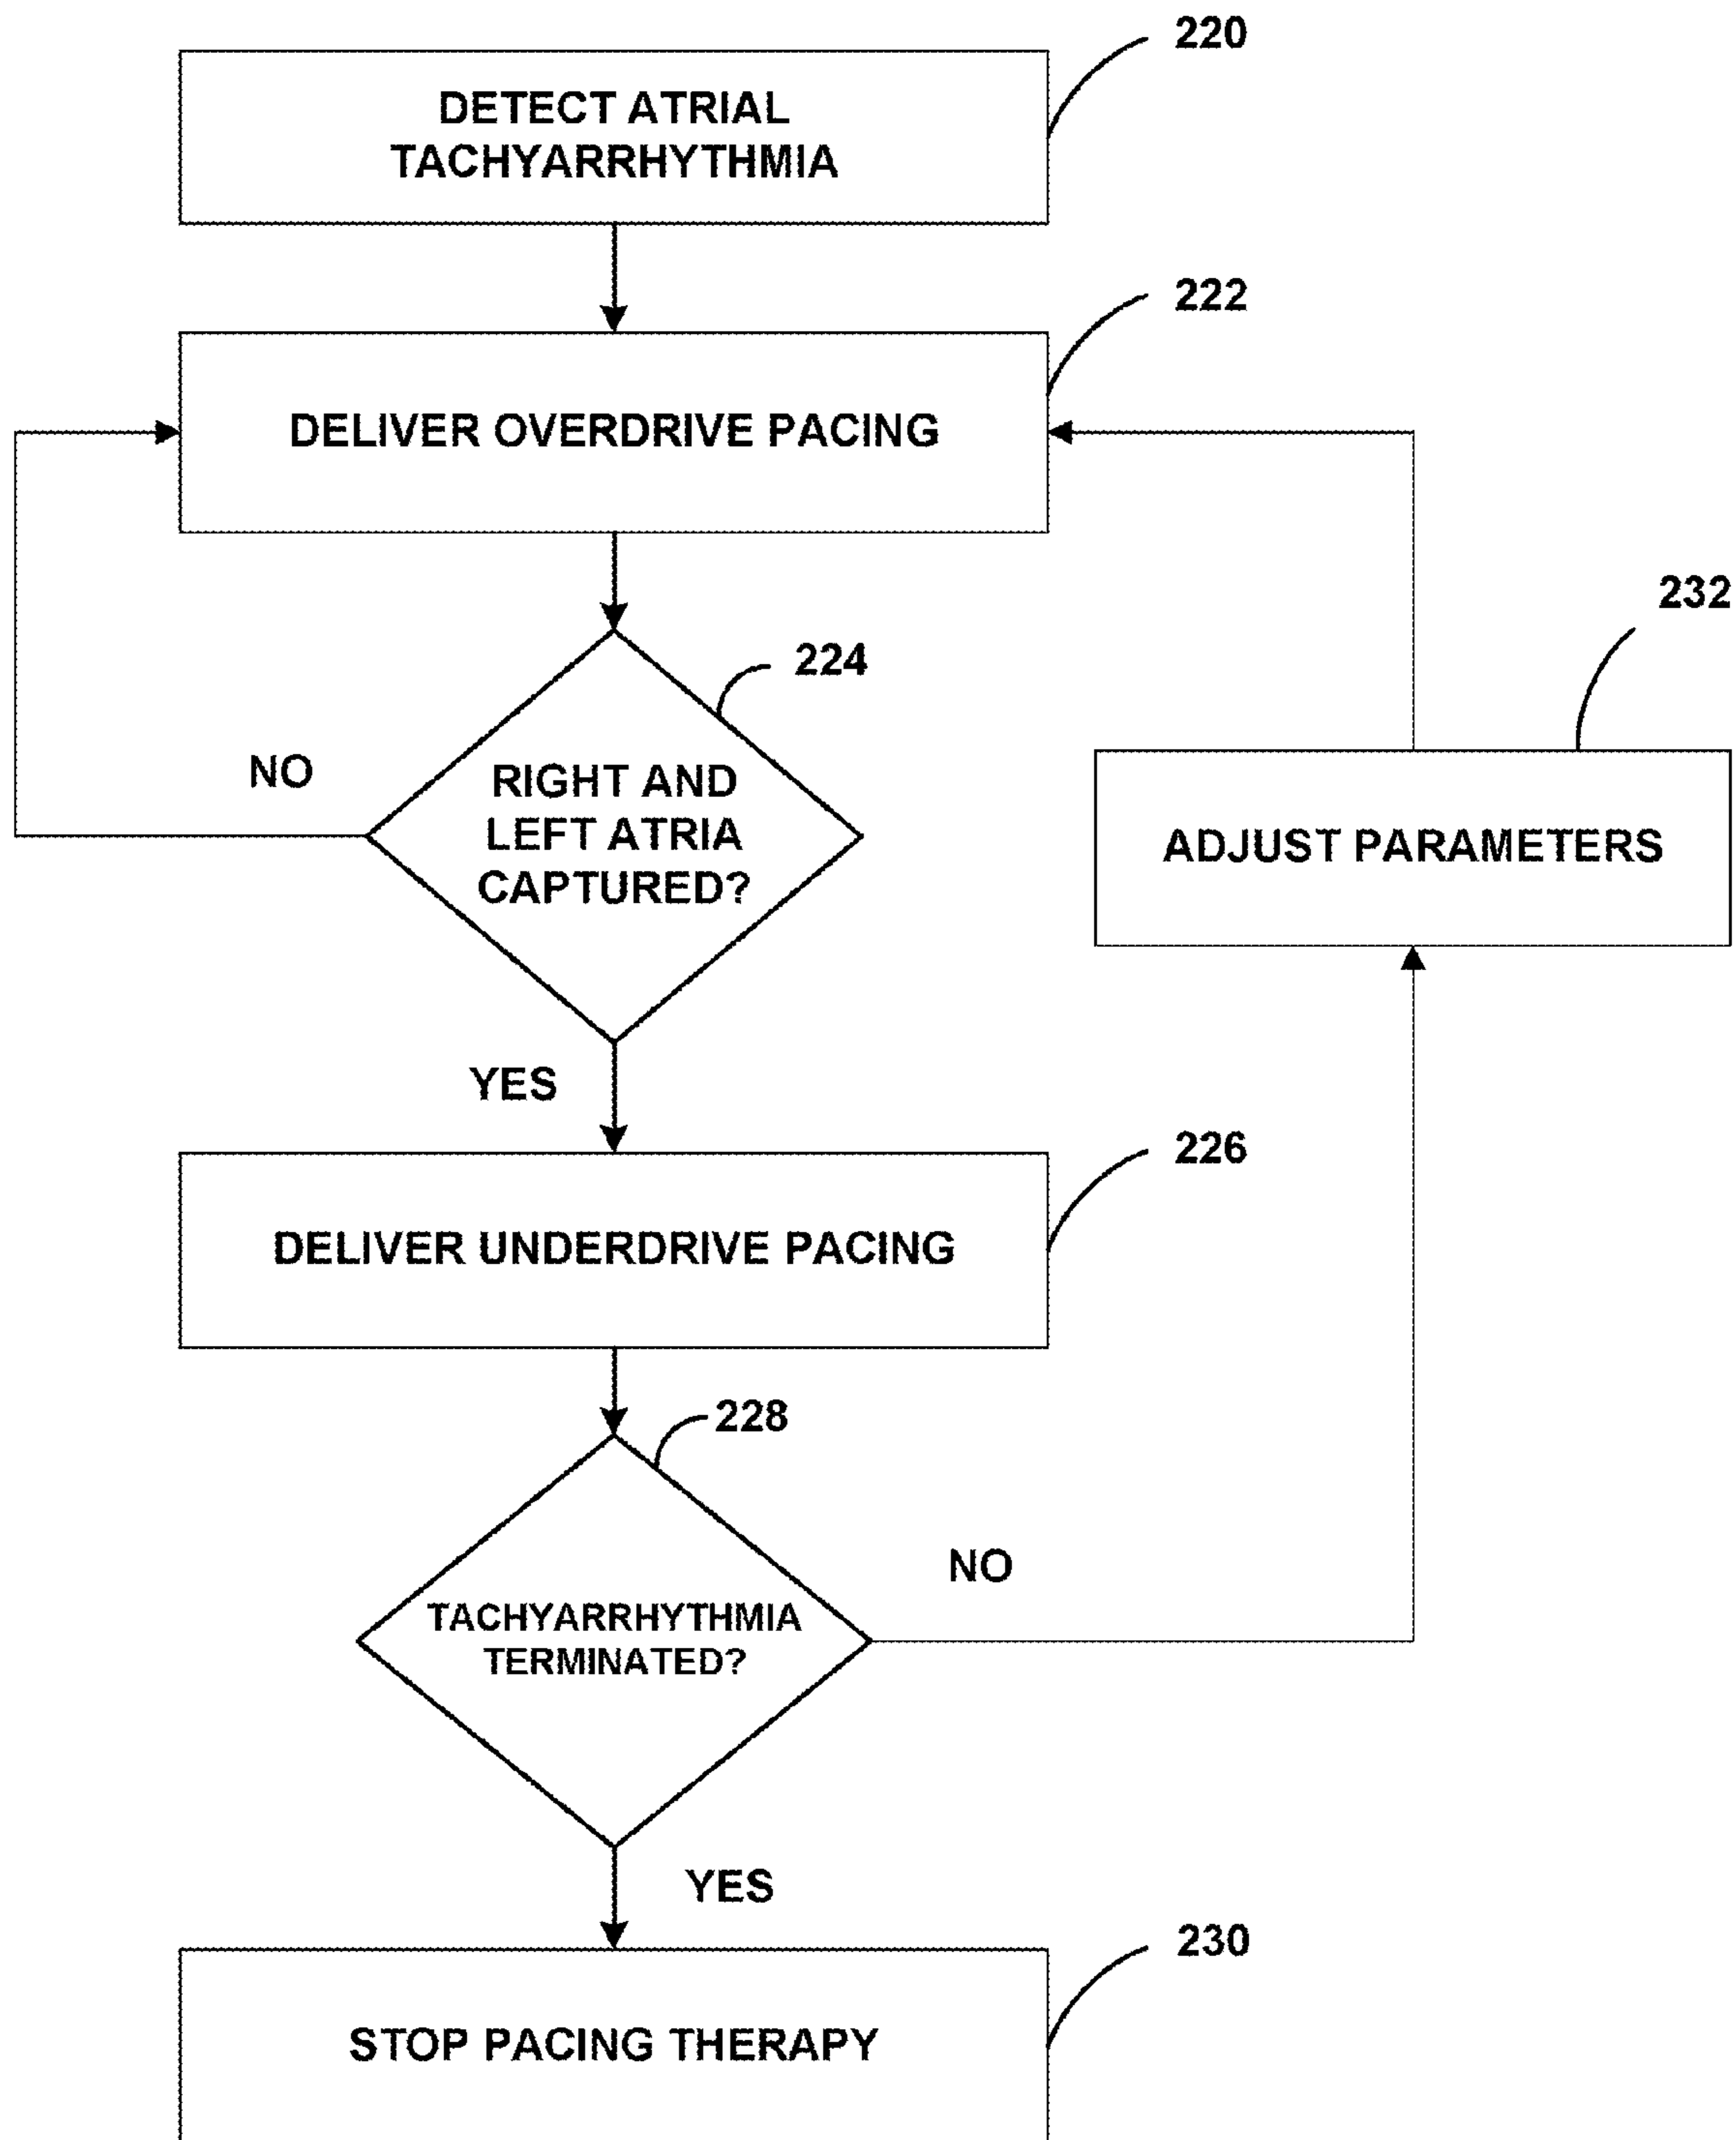 220
DETECT ATRIAL
TACHYARRHYTHMIA
222
DELIVER OVERDRIVE PACING
232
224
NO
RIGHT AND
LEFT ATRIA
CAPTURED?
ADJUST PARAMETERS
YES
226
DELIVER UNDERDRIVE PACING
228
NO
TACHYARRHYTHMIA
TERMINATED?
YES
230
STOP PACING THERAPY